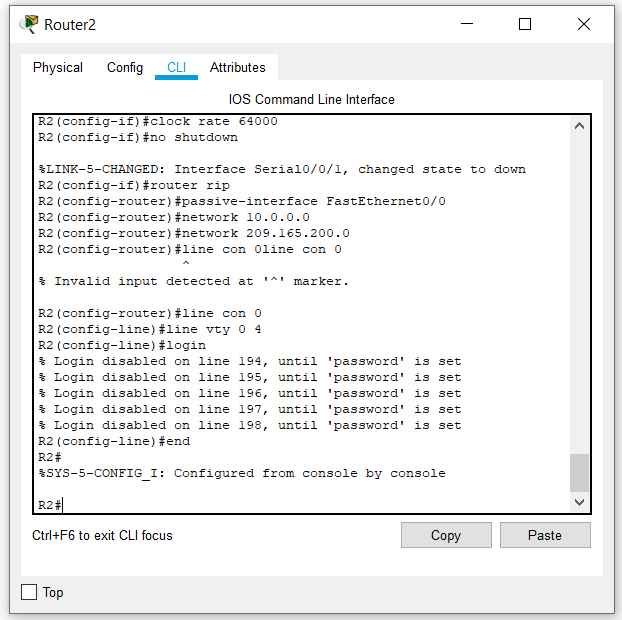 Router2
Physical Config CLI Attributes
IOS Command Line Interface
R2(config-if)#clock rate 64000
R2(config-if)#no shutdown
%LINK-5-CHANGED: Interface Serial0/0/1, changed state to down
R2(config-if)#router rip
R2(config-router)#passive-interface FastEthernet0/0
R2(config-router)#network 10.0.0.0
R2(config-router)#network 209.165.200.0
R2(config-router)#line con 0line con 0
^
% Invalid input detected at '^' marker.
R2(config-router)#line con 0
R2(config-line)#line vty 0 4
R2(config-line)#login
% Login disabled on line 194, until 'password' is set
% Login disabled on line 195, until 'password' is set
% Login disabled on line 196, until 'password' is set
% Login disabled on line 197, until 'password' is set
% Login disabled on line 198, until 'password' is set
R2(config-line)#end
R2#
%SYS-5-CONFIG_I: Configured from console by console
R2#
Ctrl+F6 to exit CLI focus
Copy Paste
Top